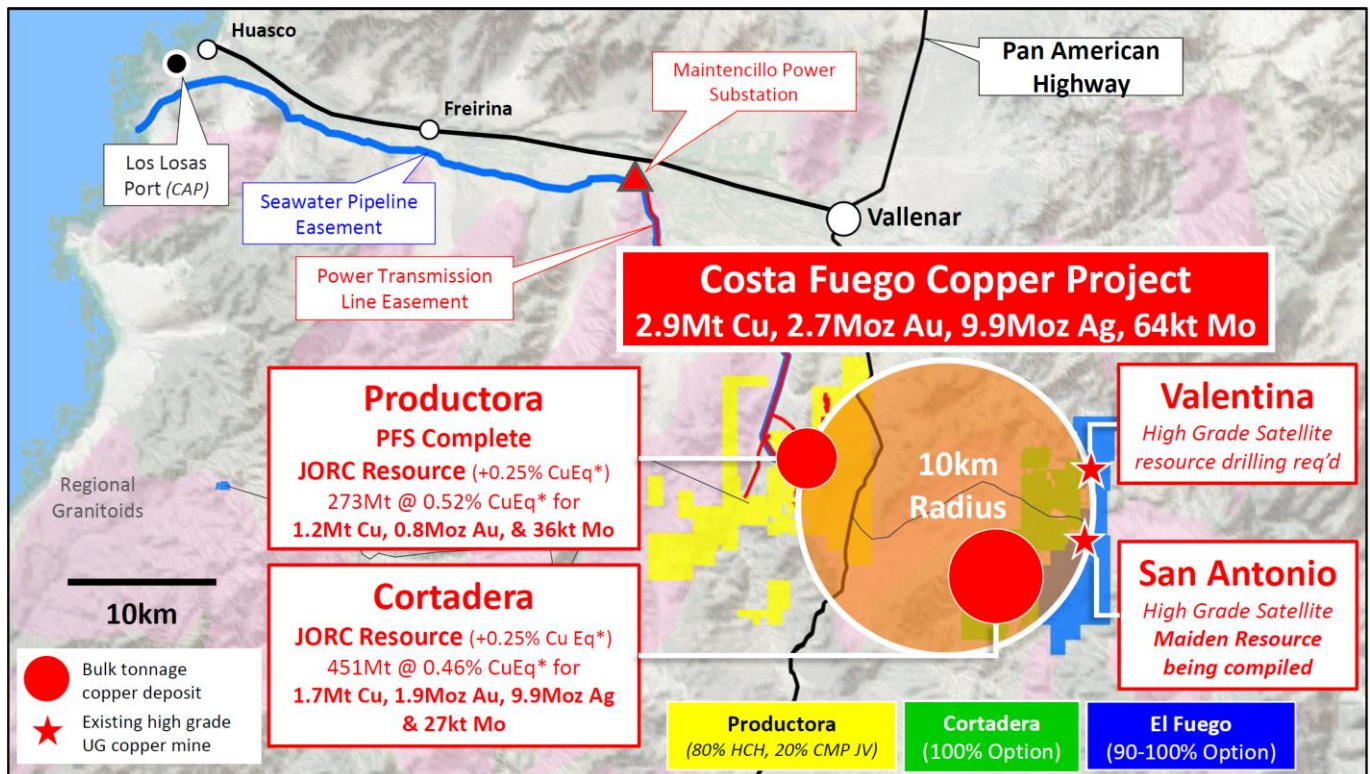 Huasco
Pan American
Highway
Maintencillo Power
Substation
Freirina
Los Losas
Port (CAP)
Seawater Pipeline
Easement
Vallenar
Power Transmission
Line Easement
Costa Fuego Copper Project
2.9Mt Cu, 2.7Moz Au, 9.9Moz Ag, 64kt Mo
Productora
PFS Complete
JORC Resource (+0.25% CuEq*)
273Mt @ 0.52% CuEq* for
1.2Mt Cu, 0.8Moz Au, & 36kt Mo
Valentina
High Grade Satellite
resource drilling req'd
10km
Radius
Regional
Granitoids
10km
Cortadera
JORC Resource (+0.25% Cu Eq*)
451Mt @ 0.46% CuEq* for
1.7Mt Cu, 1.9Moz Au, 9.9Moz Ag
& 27kt Mo
San Antonio
High Grade Satellite
Maiden Resource
being compiled
Bulk tonnage
copper deposit
Existing high grade
UG copper mine
Productora
(80% HCH, 20% CMP JV)
Cortadera
(100% Option)
El Fuego
(90-100% Option)